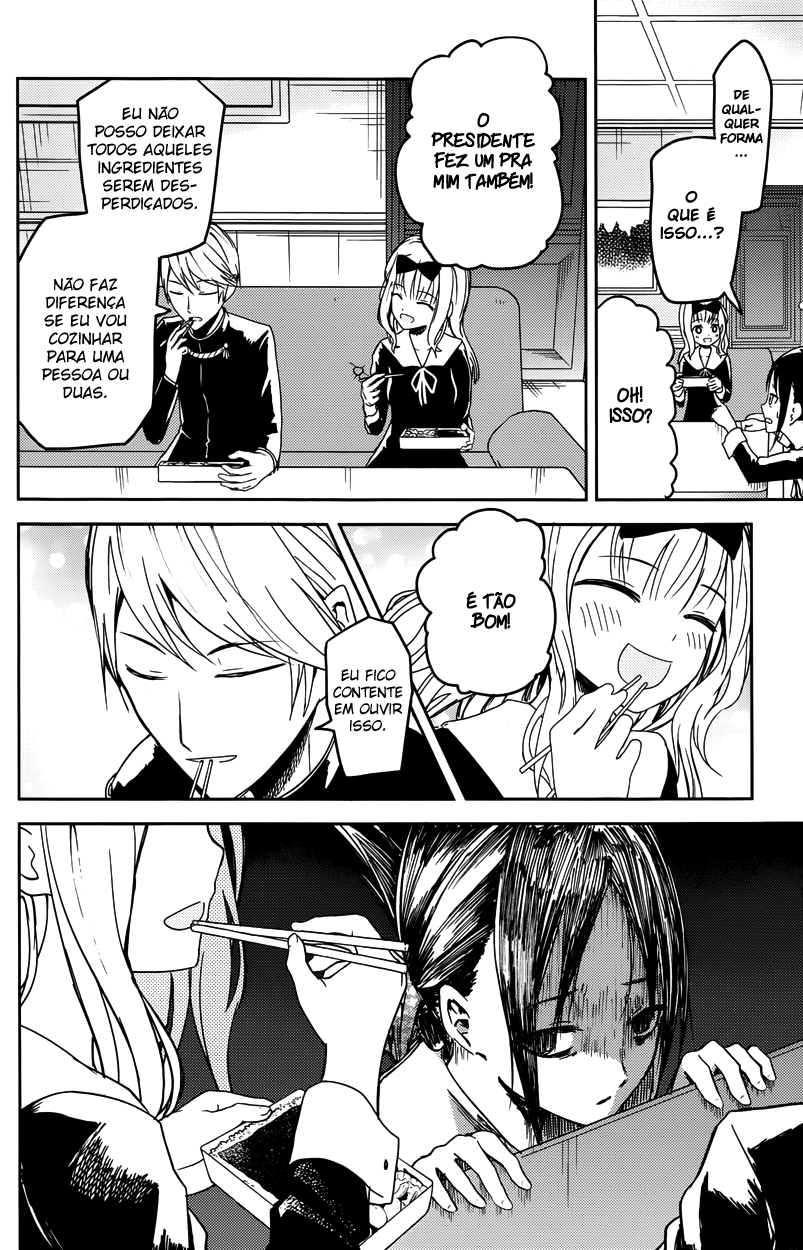 DE
QUAL-
QUER
FORMA
...
O
QUE É
ISSO...?
OH!
ISSO?
O
PRESIDENTE
FEZ UM PRA
MIM TAMBÉM!
EU NÃO
POSSO DEIXAR
TODOS AQUELES
INGREDIENTES
SEREM DES-
PERDIÇADOS.
NÃO FAZ
DIFERENÇA
SE EU VOU
COZINHAR
PARA UMA
PESSOA OU
DUAS.
É TÃO
BOM!
EU FICO
CONTENTE
EM OUVIR
ISSO.